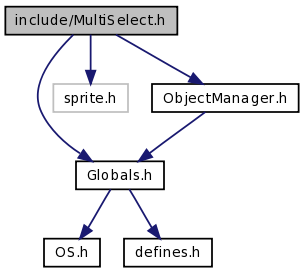 include/MultiSelect.h
sprite.h
ObjectManager.h
Globals.h
OS.h
defines.h